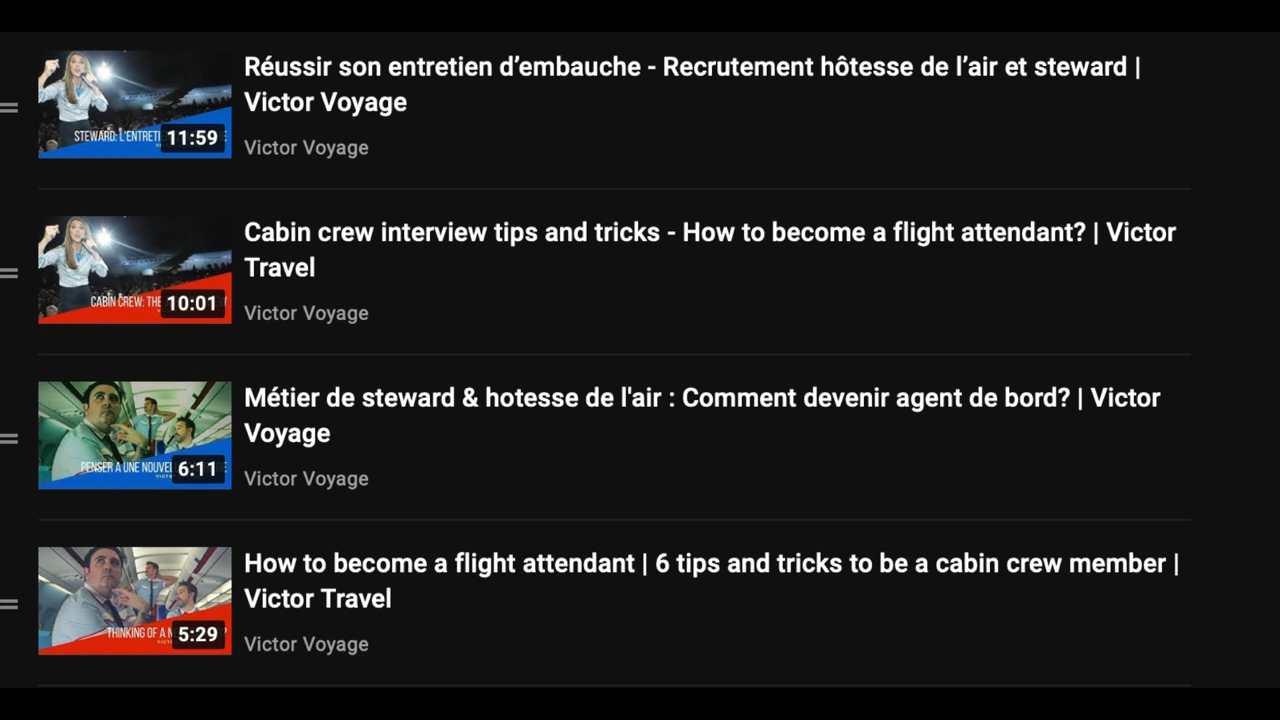 Réussir son entretien d’embauche - Recrutement hôtesse de l’air et steward |
Victor Voyage
STEWARD: L'ENTRETI
11:59
Victor Voyage
Cabin crew interview tips and tricks - How to become a flight attendant? | Victor
Travel
CABIN CREW: THE
10:01
Victor Voyage
Métier de steward & hotesse de l'air : Comment devenir agent de bord? | Victor
Voyage
PENSER A UNE NOUVEL
6:11
Victor Voyage
How to become a flight attendant | 6 tips and tricks to be a cabin crew member |
Victor Travel
THINKING OF A N
5:29
Victor Voyage